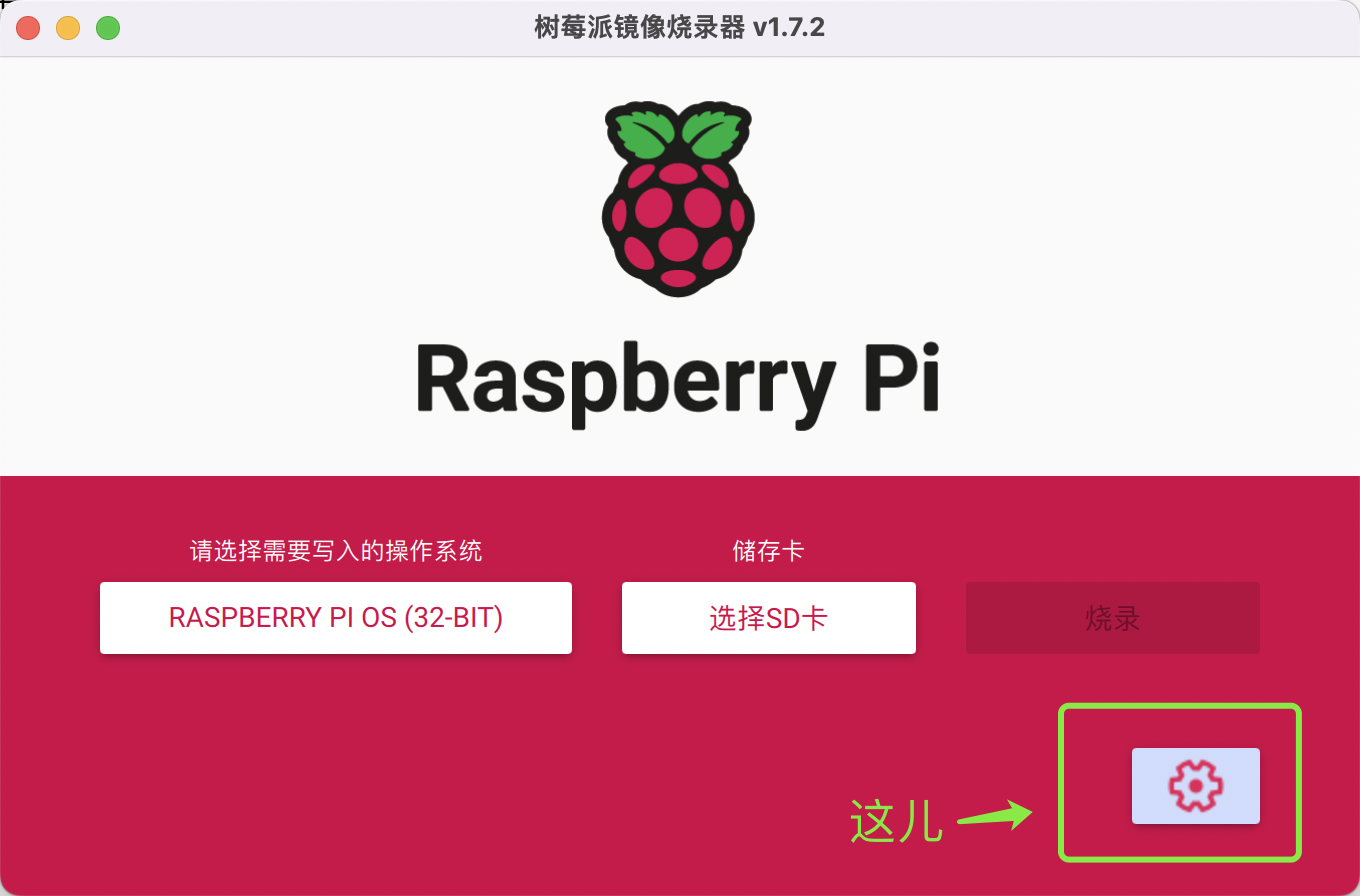 树莓派镜像烧录器 v1.7.2
Raspberry Pi
请选择需要写入的操作系统
储存卡
RASPBERRY PI OS (32-BIT)
选择SD卡
烧录
这儿